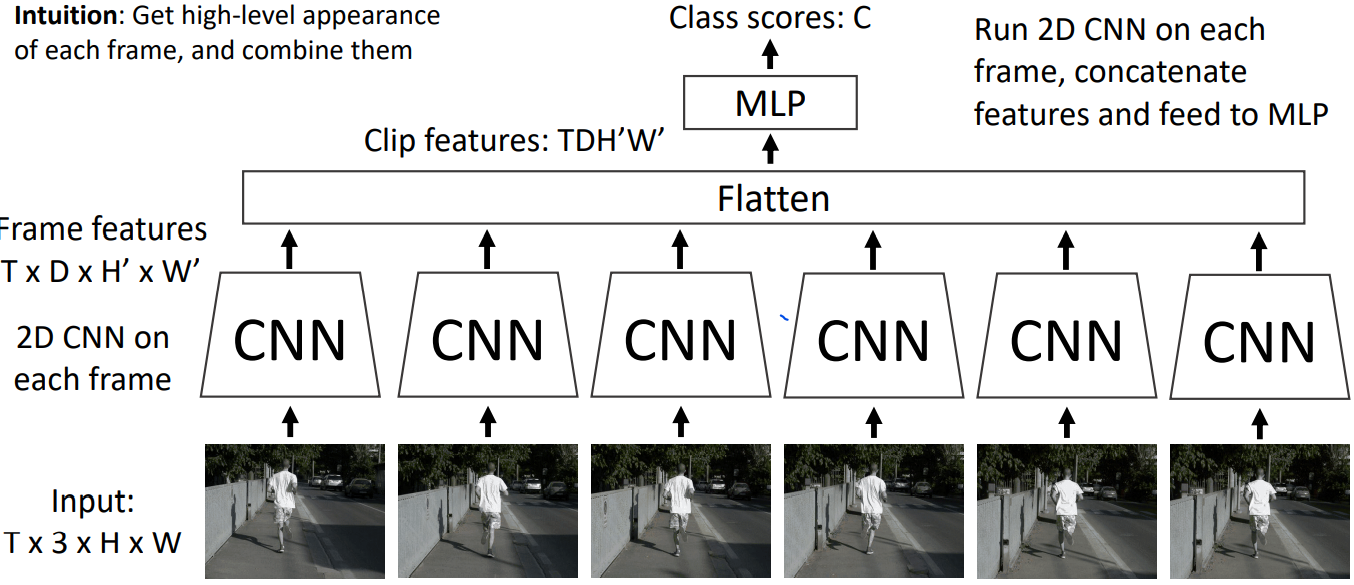 Intuition: Get high-level appearance
of each frame, and combine them
Class scores: C
Run 2D CNN on each
frame, concatenate
features and feed to MLP
MLP
Clip features: TDH’W’
Flatten
Frame features
T x D x H’ x W’
2D CNN on
each frame
CNN CNN CNN CNN CNN CNN
Input:
T x 3 x H x W